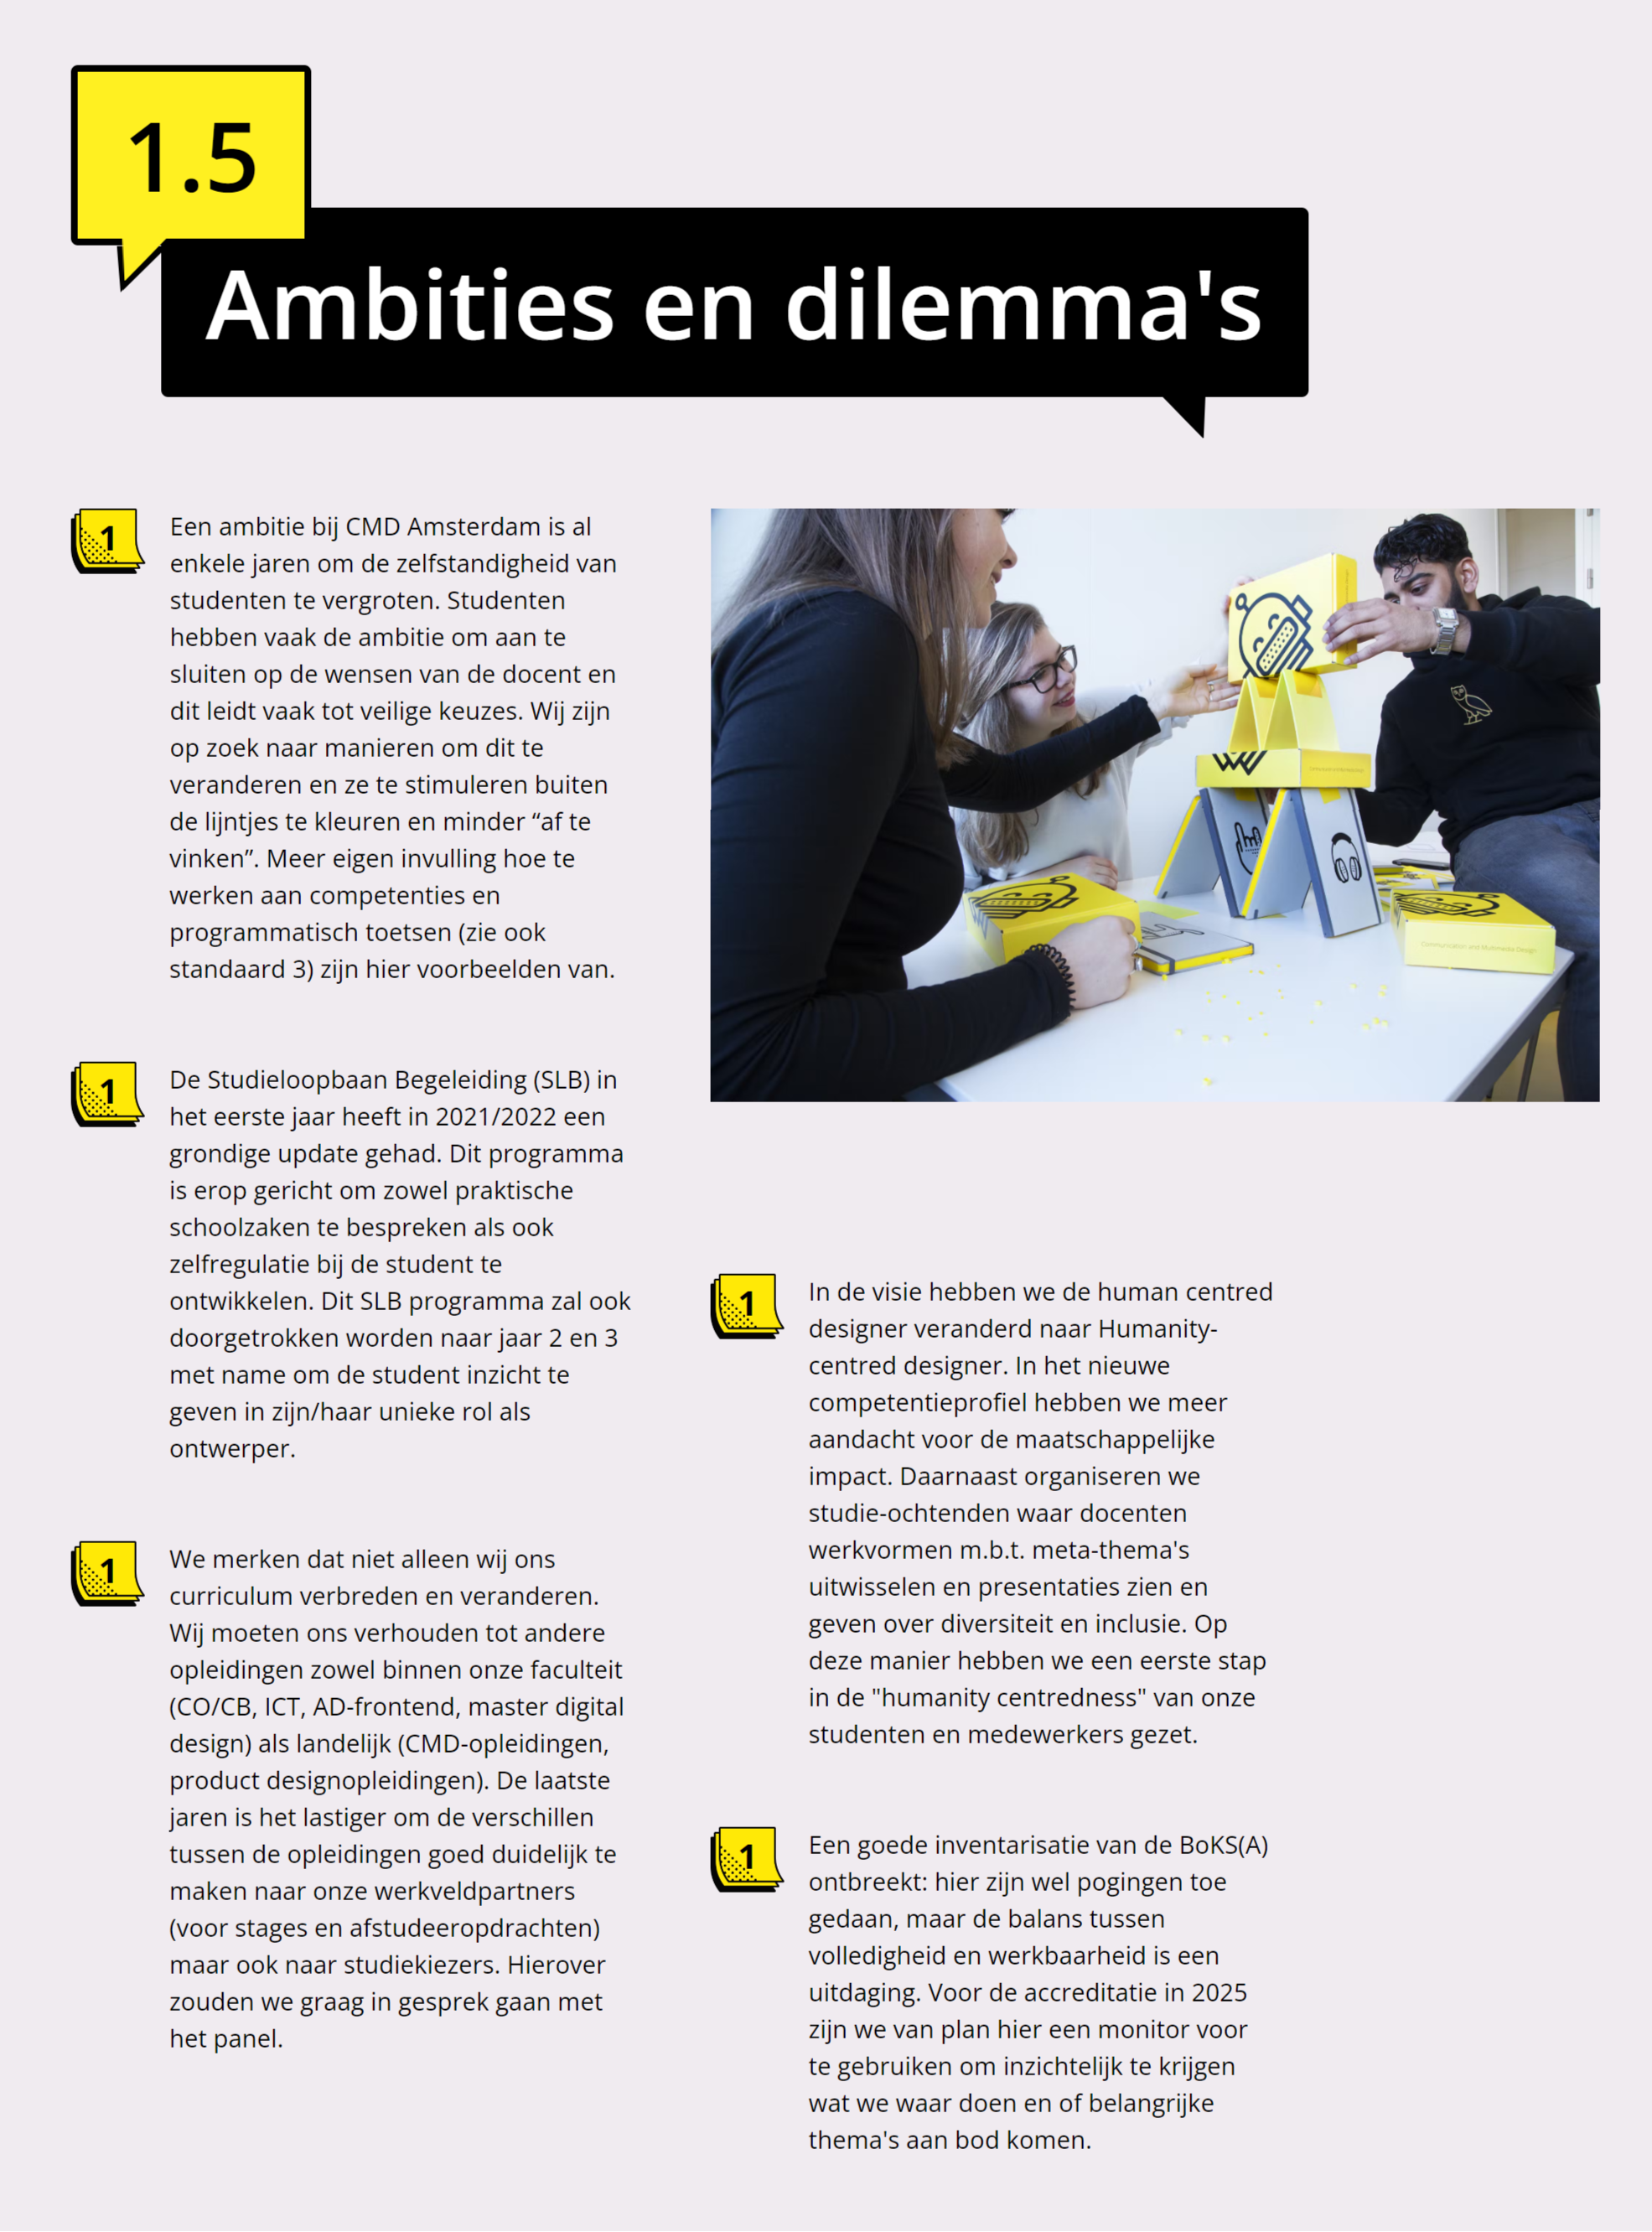 1.5
Ambities en dilemma's
1
Een ambitie bij CMD Amsterdam is al
enkele jaren om de zelfstandigheid van
studenten te vergroten. Studenten
hebben vaak de ambitie om aan te
sluiten op de wensen van de docent en
dit leidt vaak tot veilige keuzes. Wij zijn
op zoek naar manieren om dit te
veranderen en ze te stimuleren buiten
de lijntjes te kleuren en minder “af te
vinken”. Meer eigen invulling hoe te
werken aan competenties en
programmatisch toetsen (zie ook
standaard 3) zijn hier voorbeelden van.
1
De Studieloopbaan Begeleiding (SLB) in
het eerste jaar heeft in 2021/2022 een
grondige update gehad. Dit programma
is erop gericht om zowel praktische
schoolzaken te bespreken als ook
zelfregulatie bij de student te
ontwikkelen. Dit SLB programma zal ook
doorgetrokken worden naar jaar 2 en 3
met name om de student inzicht te
geven in zijn/haar unieke rol als
ontwerper.
1
We merken dat niet alleen wij ons
curriculum verbreden en veranderen.
Wij moeten ons verhouden tot andere
opleidingen zowel binnen onze faculteit
(CO/CB, ICT, AD-frontend, master digital
design) als landelijk (CMD-opleidingen,
product designopleidingen). De laatste
jaren is het lastiger om de verschillen
tussen de opleidingen goed duidelijk te
maken naar onze werkveldpartners
(voor stages en afstudeeropdrachten)
maar ook naar studiekiezers. Hierover
zouden we graag in gesprek gaan met
het panel.
Communication and Multimedia Design
1
In de visie hebben we de human centred
designer veranderd naar Humanity-
centred designer. In het nieuwe
competentieprofiel hebben we meer
aandacht voor de maatschappelijke
impact. Daarnaast organiseren we
studie-ochtenden waar docenten
werkvormen m.b.t. meta-thema's
uitwisselen en presentaties zien en
geven over diversiteit en inclusie. Op
deze manier hebben we een eerste stap
in de "humanity centredness" van onze
studenten en medewerkers gezet.
1
Een goede inventarisatie van de BoKS(A)
ontbreekt: hier zijn wel pogingen toe
gedaan, maar de balans tussen
volledigheid en werkbaarheid is een
uitdaging. Voor de accreditatie in 2025
zijn we van plan hier een monitor voor
te gebruiken om inzichtelijk te krijgen
wat we waar doen en of belangrijke
thema's aan bod komen.